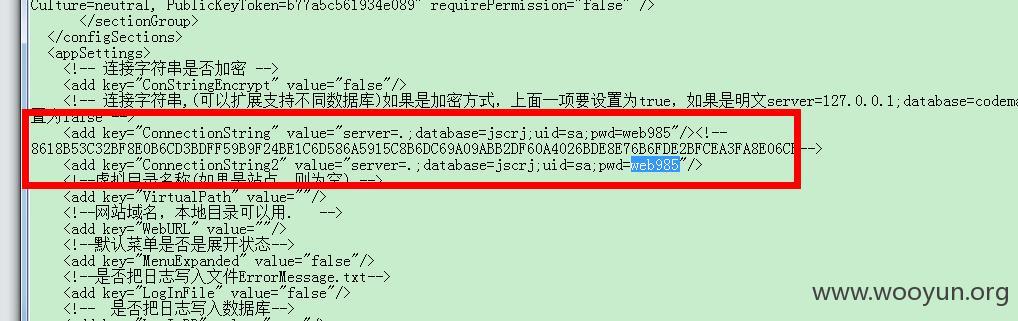 Culture=neutral, PublicKeyToken=b77a5c561934e089" requirePermission="false" />
</sectionGroup>
</configSections>
<appSettings>
<!-- 连接字符串是否加密 -->
<add key="ConStringEncrypt" value="false"/>
<!-- 连接字符串,(可以扩展支持不同数据库)如果是加密方式，上面一项要设置为true，如果是明文server=127.0.0.1;database=codema
置为false -->
<add key="ConnectionString" value="server=.;database=jscrj;uid=sa;pwd=web985"/><!--
8618B53C32BF8E0B6CD3BDFF59B9F24BE1C6D586A5915C8B6DC69A09ABB2DF60A4026BDE8E76B6FDE2BFCEA3FA8E06CE-->
<add key="ConnectionString2" value="server=.;database=jscrj;uid=sa;pwd=web985"/>
<!--虚拟目录名称(如果是站点，则为空) -->
<add key="VirtualPath" value=""/>
<!--网站域名，本地目录可以用. -->
<add key="WebURL" value=""/>
<!--默认菜单是否是展开状态-->
<add key="MenuExpanded" value="false"/>
<!--是否把日志写入文件ErrorMessage.txt-->
<add key="LogInFile" value="false"/>
<!-- 是否把日志写入数据库-->
www.wooyun.org